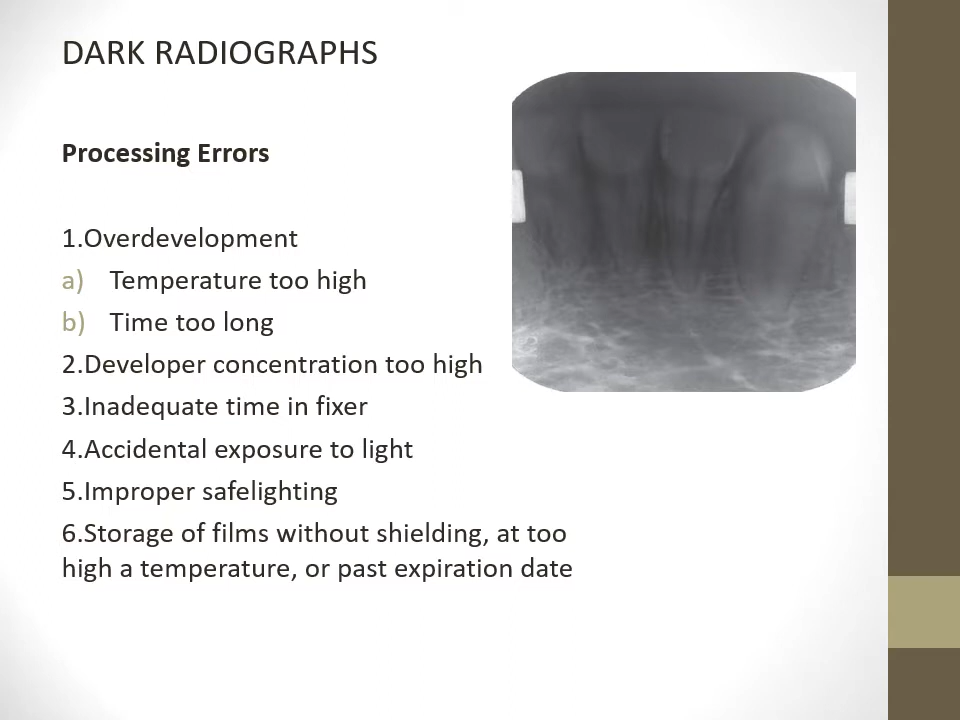 DARK RADIOGRAPHS
Processing Errors
1.Overdevelopment
a) Temperature too high
b) Time too long
2.Developer concentration too high
3.Inadequate time in fixer
4.Accidental exposure to light
5.Improper safelighting
6.Storage of films without shielding, at too
high a temperature, or past expiration date